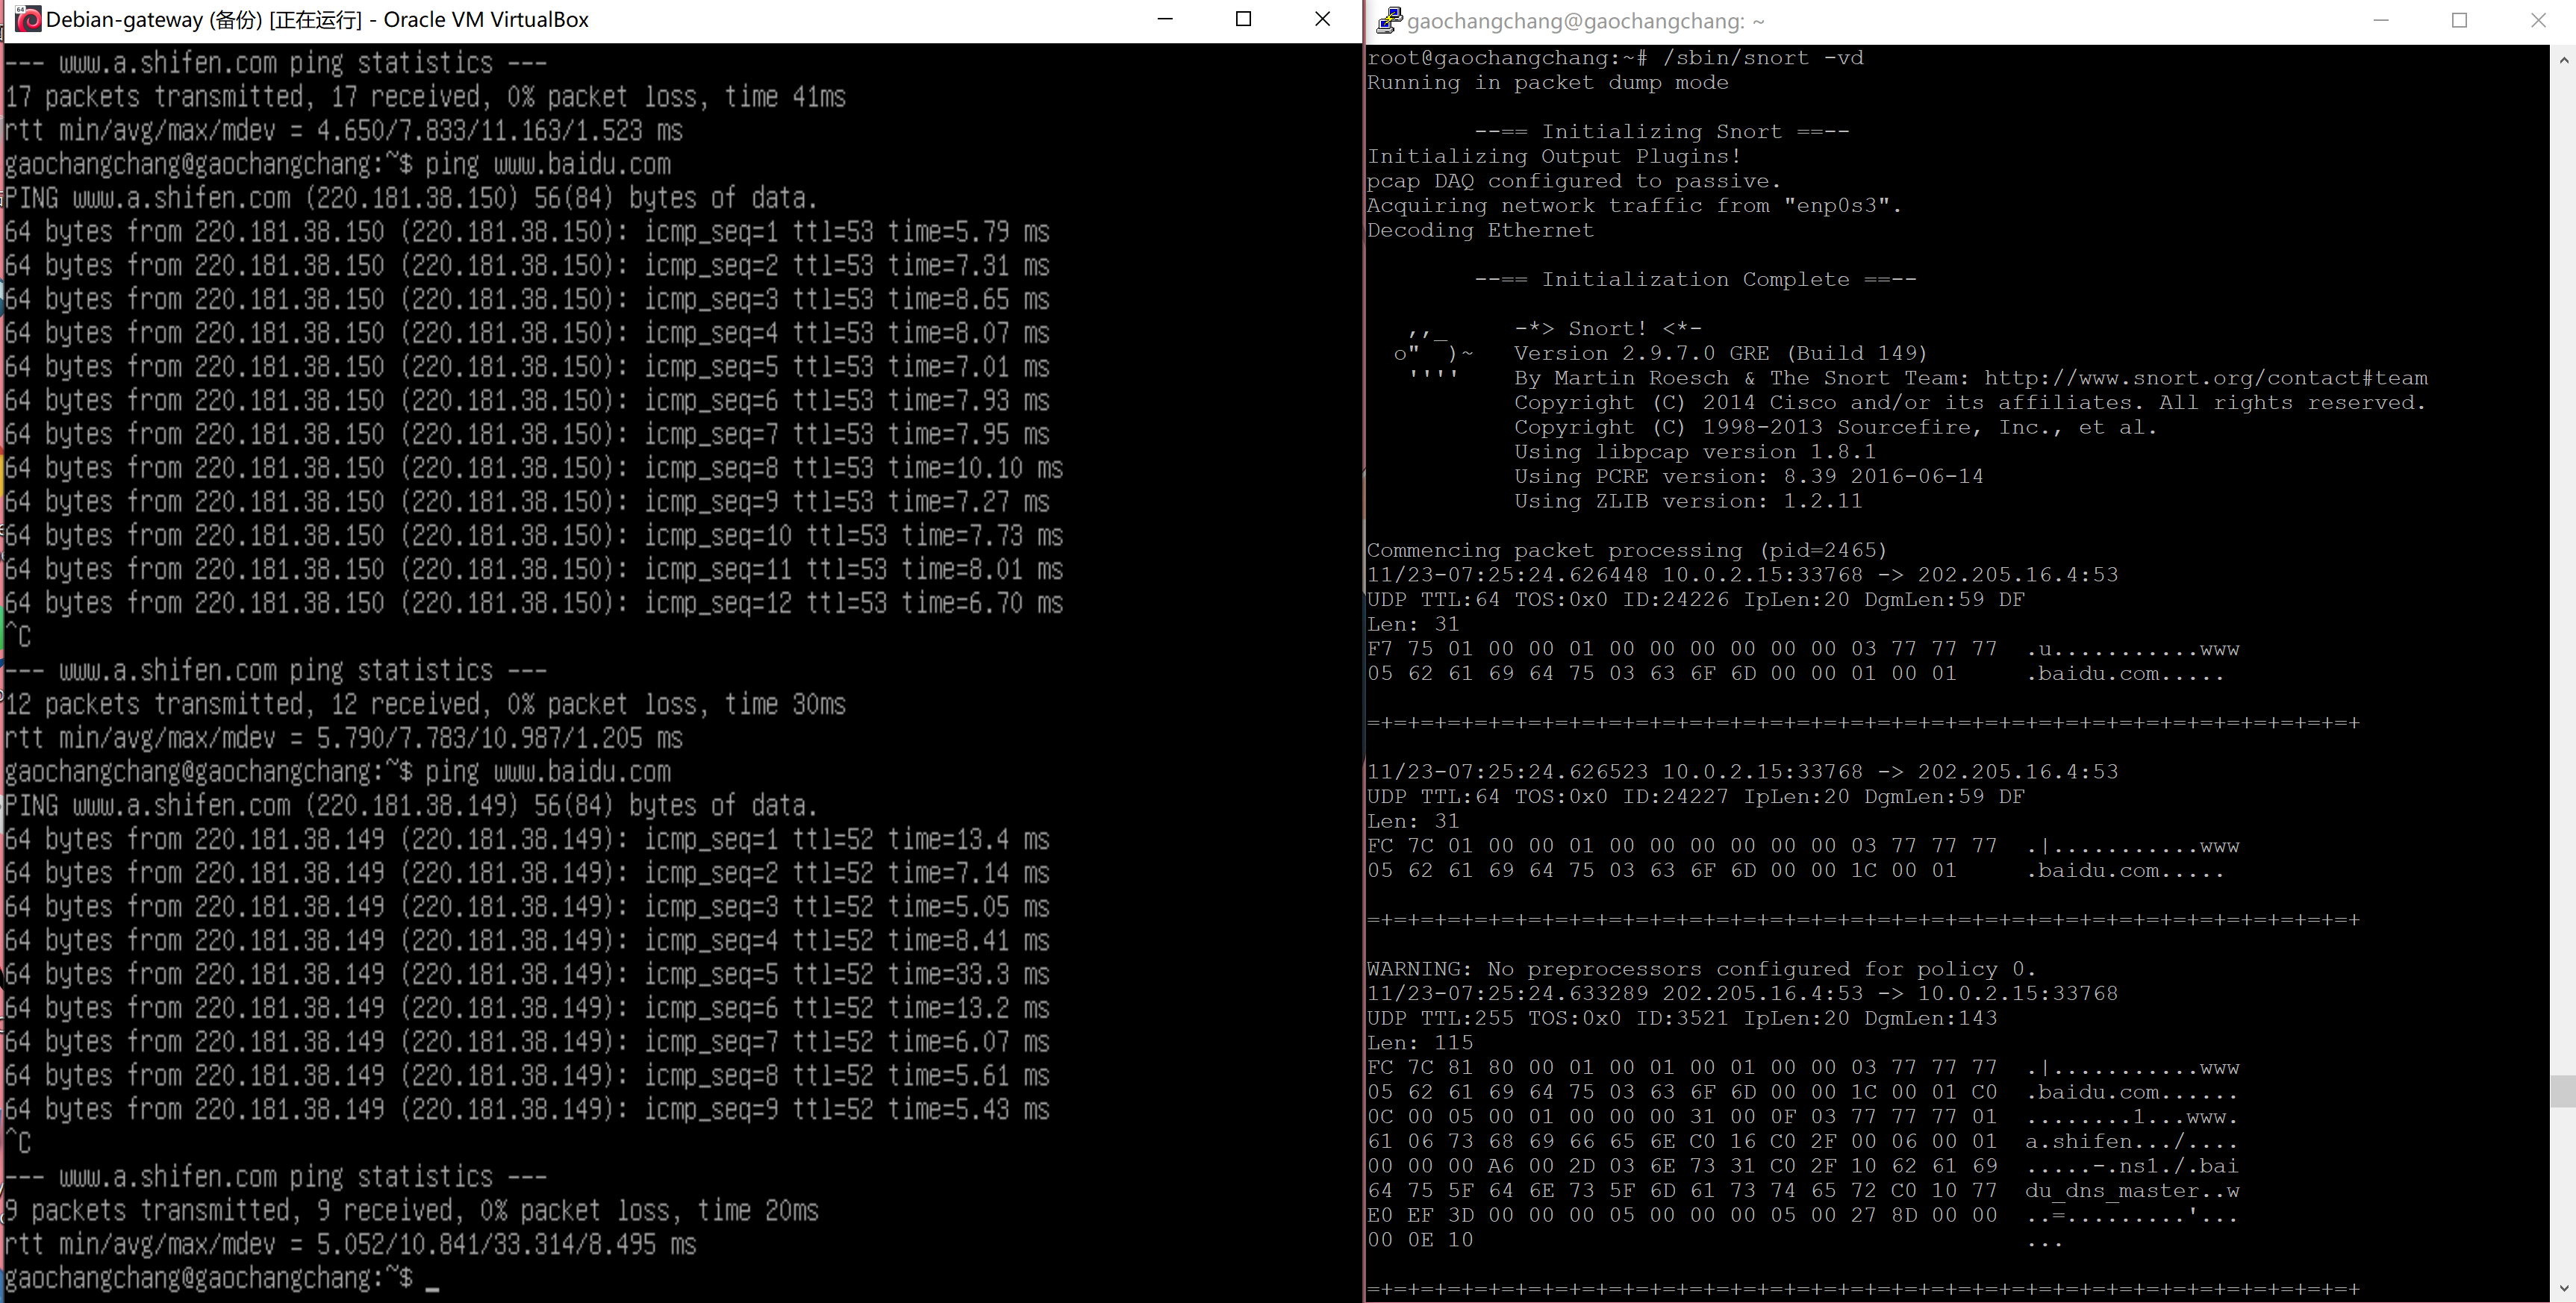 Debian-gateway (备份) [正在运行] - Oracle VM VirtualBox
--- www.a.shifen.com ping statistics ---
17 packets transmitted, 17 received, 0% packet loss, time 41ms
rtt min/avg/max/mdev = 4.650/7.833/11.163/1.523 ms
gaochangchang@gaochangchang:~$ ping www.baidu.com
PING www.a.shifen.com (220.181.38.150) 56(84) bytes of data.
64 bytes from 220.181.38.150 (220.181.38.150): icmp_seq=1 ttl=53 time=5.79 ms
64 bytes from 220.181.38.150 (220.181.38.150): icmp_seq=2 ttl=53 time=7.31 ms
64 bytes from 220.181.38.150 (220.181.38.150): icmp_seq=3 ttl=53 time=8.65 ms
64 bytes from 220.181.38.150 (220.181.38.150): icmp_seq=4 ttl=53 time=8.07 ms
64 bytes from 220.181.38.150 (220.181.38.150): icmp_seq=5 ttl=53 time=7.01 ms
64 bytes from 220.181.38.150 (220.181.38.150): icmp_seq=6 ttl=53 time=7.93 ms
64 bytes from 220.181.38.150 (220.181.38.150): icmp_seq=7 ttl=53 time=7.95 ms
64 bytes from 220.181.38.150 (220.181.38.150): icmp_seq=8 ttl=53 time=10.10 ms
64 bytes from 220.181.38.150 (220.181.38.150): icmp_seq=9 ttl=53 time=7.27 ms
64 bytes from 220.181.38.150 (220.181.38.150): icmp_seq=10 ttl=53 time=7.73 ms
64 bytes from 220.181.38.150 (220.181.38.150): icmp_seq=11 ttl=53 time=8.01 ms
64 bytes from 220.181.38.150 (220.181.38.150): icmp_seq=12 ttl=53 time=6.70 ms
^C
--- www.a.shifen.com ping statistics ---
12 packets transmitted, 12 received, 0% packet loss, time 30ms
rtt min/avg/max/mdev = 5.790/7.783/10.987/1.205 ms
gaochangchang@gaochangchang:~$ ping www.baidu.com
PING www.a.shifen.com (220.181.38.149) 56(84) bytes of data.
64 bytes from 220.181.38.149 (220.181.38.149): icmp_seq=1 ttl=52 time=13.4 ms
64 bytes from 220.181.38.149 (220.181.38.149): icmp_seq=2 ttl=52 time=7.14 ms
64 bytes from 220.181.38.149 (220.181.38.149): icmp_seq=3 ttl=52 time=5.05 ms
64 bytes from 220.181.38.149 (220.181.38.149): icmp_seq=4 ttl=52 time=8.41 ms
64 bytes from 220.181.38.149 (220.181.38.149): icmp_seq=5 ttl=52 time=33.3 ms
64 bytes from 220.181.38.149 (220.181.38.149): icmp_seq=6 ttl=52 time=13.2 ms
64 bytes from 220.181.38.149 (220.181.38.149): icmp_seq=7 ttl=52 time=6.07 ms
64 bytes from 220.181.38.149 (220.181.38.149): icmp_seq=8 ttl=52 time=5.61 ms
64 bytes from 220.181.38.149 (220.181.38.149): icmp_seq=9 ttl=52 time=5.43 ms
^C
--- www.a.shifen.com ping statistics ---
9 packets transmitted, 9 received, 0% packet loss, time 20ms
rtt min/avg/max/mdev = 5.052/10.841/33.314/8.495 ms
gaochangchang@gaochangchang:~$ _
gaochangchang@gaochangchang: ~
root@gaochangchang:~# /sbin/snort -vd
Running in packet dump mode
--== Initializing Snort ==--
Initializing Output Plugins!
pcap DAQ configured to passive.
Acquiring network traffic from "enp0s3".
Decoding Ethernet
--== Initialization Complete ==--
,,_ -*> Snort! <*-
o" )~ Version 2.9.7.0 GRE (Build 149)
'''' By Martin Roesch & The Snort Team: http://www.snort.org/contact#team
Copyright (C) 2014 Cisco and/or its affiliates. All rights reserved.
Copyright (C) 1998-2013 Sourcefire, Inc., et al.
Using libpcap version 1.8.1
Using PCRE version: 8.39 2016-06-14
Using ZLIB version: 1.2.11
Commencing packet processing (pid=2465)
11/23-07:25:24.626448 10.0.2.15:33768 -> 202.205.16.4:53
UDP TTL:64 TOS:0x0 ID:24226 IpLen:20 DgmLen:59 DF
Len: 31
F7 75 01 00 00 01 00 00 00 00 00 00 03 77 77 77 .u...........www
05 62 61 69 64 75 03 63 6F 6D 00 00 01 00 01 .baidu.com.....
=+=+=+=+=+=+=+=+=+=+=+=+=+=+=+=+=+=+=+=+=+=+=+=+=+=+=+=+=+=+=+=+=+=+=+=+=+
11/23-07:25:24.626523 10.0.2.15:33768 -> 202.205.16.4:53
UDP TTL:64 TOS:0x0 ID:24227 IpLen:20 DgmLen:59 DF
Len: 31
FC 7C 01 00 00 01 00 00 00 00 00 00 03 77 77 77 .|...........www
05 62 61 69 64 75 03 63 6F 6D 00 00 1C 00 01 .baidu.com.....
=+=+=+=+=+=+=+=+=+=+=+=+=+=+=+=+=+=+=+=+=+=+=+=+=+=+=+=+=+=+=+=+=+=+=+=+=+
WARNING: No preprocessors configured for policy 0.
11/23-07:25:24.633289 202.205.16.4:53 -> 10.0.2.15:33768
UDP TTL:255 TOS:0x0 ID:3521 IpLen:20 DgmLen:143
Len: 115
FC 7C 81 80 00 01 00 01 00 01 00 00 03 77 77 77 .|...........www
05 62 61 69 64 75 03 63 6F 6D 00 00 1C 00 01 C0 .baidu.com......
0C 00 05 00 01 00 00 00 31 00 0F 03 77 77 77 01 ........1...www.
61 06 73 68 69 66 65 6E C0 16 C0 2F 00 06 00 01 a.shifen.../....
00 00 00 A6 00 2D 03 6E 73 31 C0 2F 10 62 61 69 .....-.ns1./.bai
64 75 5F 64 6E 73 5F 6D 61 73 74 65 72 C0 10 77 du_dns_master..w
E0 EF 3D 00 00 00 05 00 00 00 05 00 27 8D 00 00 ..=.........'...
00 0E 10 ...
=+=+=+=+=+=+=+=+=+=+=+=+=+=+=+=+=+=+=+=+=+=+=+=+=+=+=+=+=+=+=+=+=+=+=+=+=+